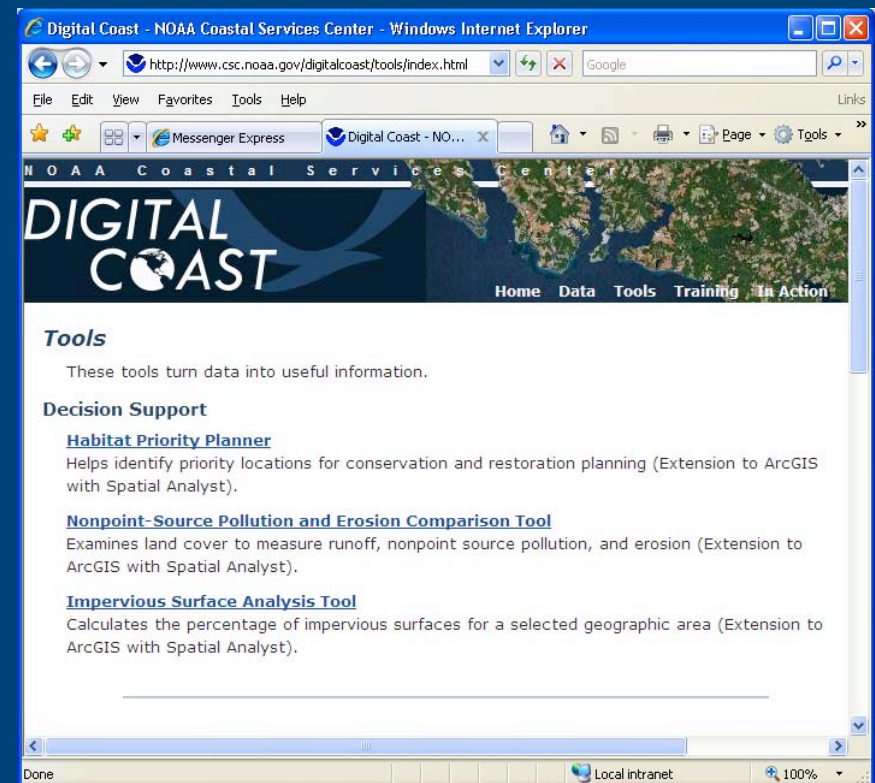 Digital Coast - NOAA Coastal Services Center - Windows Internet Explorer
http://www.csc.noaa.gov/digitalcoast/tools/index.html
Google
File Edit View Favorites Tools Help
Links
Messenger Express
Digital Coast - NO...
Page
Tools
NOAA Coastal Services Center
DIGITAL
COAST
Home Data Tools Training In Action
Tools
These tools turn data into useful information.
Decision Support
Habitat Priority Planner
Helps identify priority locations for conservation and restoration planning (Extension to ArcGIS
with Spatial Analyst).
Nonpoint-Source Pollution and Erosion Comparison Tool
Examines land cover to measure runoff, nonpoint source pollution, and erosion (Extension to
ArcGIS with Spatial Analyst).
Impervious Surface Analysis Tool
Calculates the percentage of impervious surfaces for a selected geographic area (Extension to
ArcGIS with Spatial Analyst).
Done
Local intranet
100%